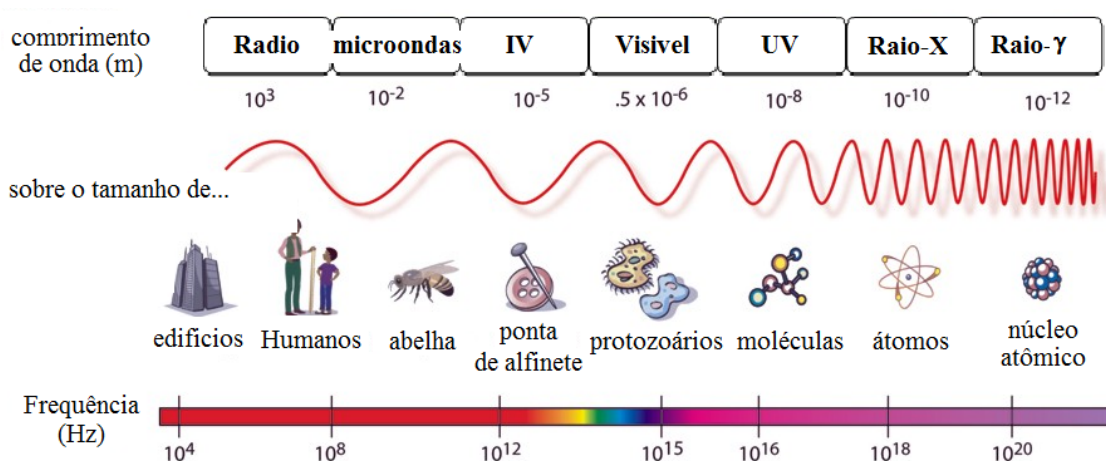 comprimento
de onda (m)
Radio microondas IV Visivel UV Raio-X Raio-γ
10³ 10⁻² 10⁻⁵ .5 x 10⁻⁶ 10⁻⁸ 10⁻¹⁰ 10⁻¹²
sobre o tamanho de...
edificios Humanos abelha ponta
de alfinete protozoários moléculas átomos núcleo
atômico
Frequência
(Hz)
10⁴ 10⁸ 10¹² 10¹⁵ 10¹⁶ 10¹⁸ 10²⁰